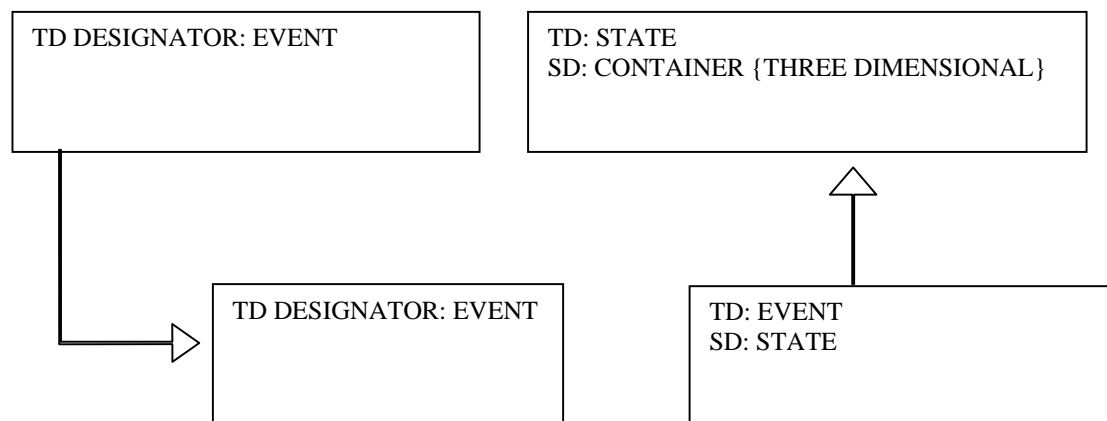 TD DESIGNATOR: EVENT
TD: STATE
SD: CONTAINER {THREE DIMENSIONAL}
TD DESIGNATOR: EVENT
TD: EVENT
SD: STATE